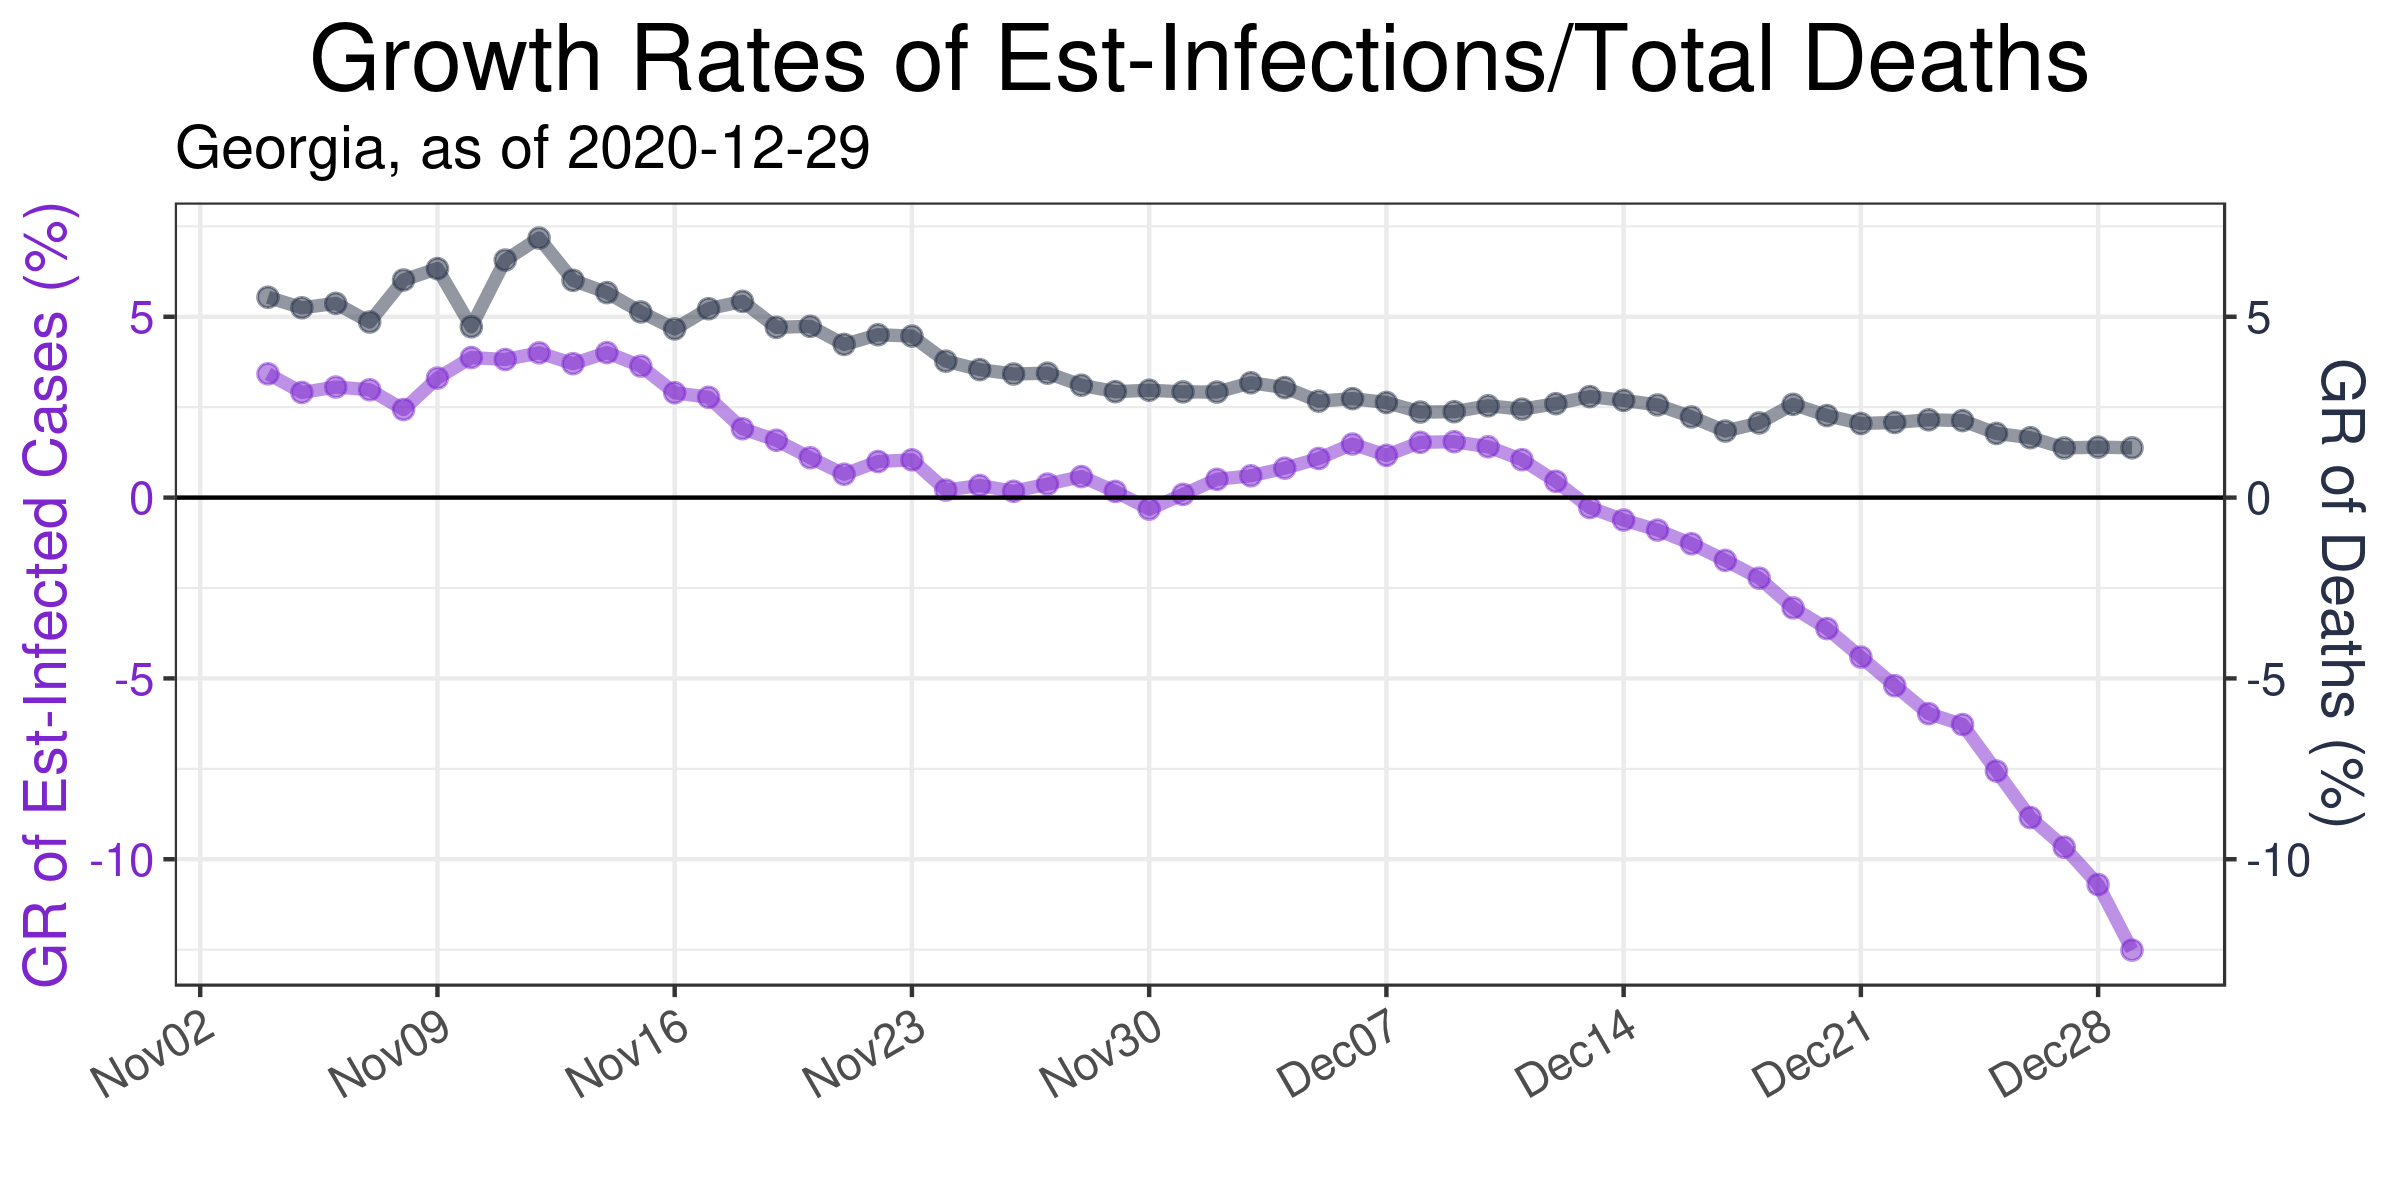 Growth Rates of Est-Infections/Total Deaths
Georgia, as of 2020-12-29
GR of Est-Infected Cases (%)
5
0
-5
-10
5
0
-5
-10
GR of Deaths (%)
Nov02
Nov09
Nov16
Nov23
Nov30
Dec07
Dec14
Dec21
Dec28